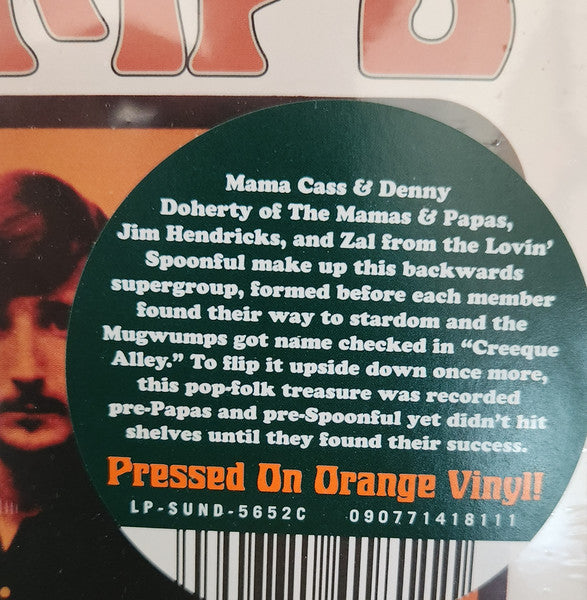 Mama Cass & Denny
Doherty of The Mamas & Papas,
Jim Hendricks, and Zal from the Lovin'
Spoonful make up this backwards
supergroup, formed before each member
found their way to stardom and the
Mugwumps got name checked in “Creeque
Alley.” To flip it upside down once more,
this pop-folk treasure was recorded
pre-Papas and pre-Spoonful yet didn't hit
shelves until they found their success.
Pressed On Orange Vinyl!
LP-SUND-5652C 090771418111